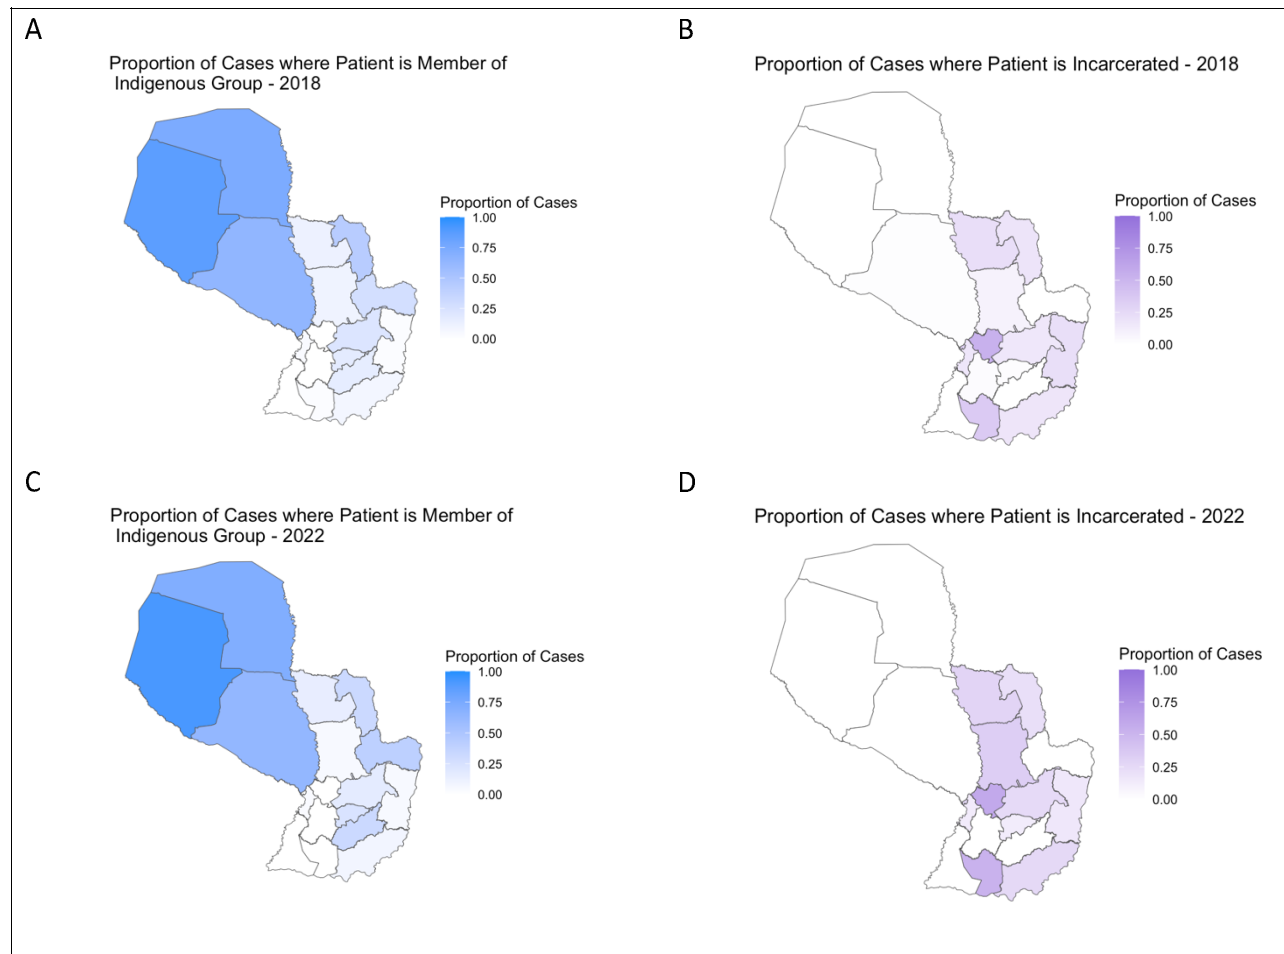 A
Proportion of Cases where Patient is Member of
Indigenous Group - 2018
Proportion of Cases
1.00
0.75
0.50
0.25
0.00
B
Proportion of Cases where Patient is Incarcerated - 2018
Proportion of Cases
1.00
0.75
0.50
0.25
0.00
C
Proportion of Cases where Patient is Member of
Indigenous Group - 2022
Proportion of Cases
1.00
0.75
0.50
0.25
0.00
D
Proportion of Cases where Patient is Incarcerated - 2022
Proportion of Cases
1.00
0.75
0.50
0.25
0.00